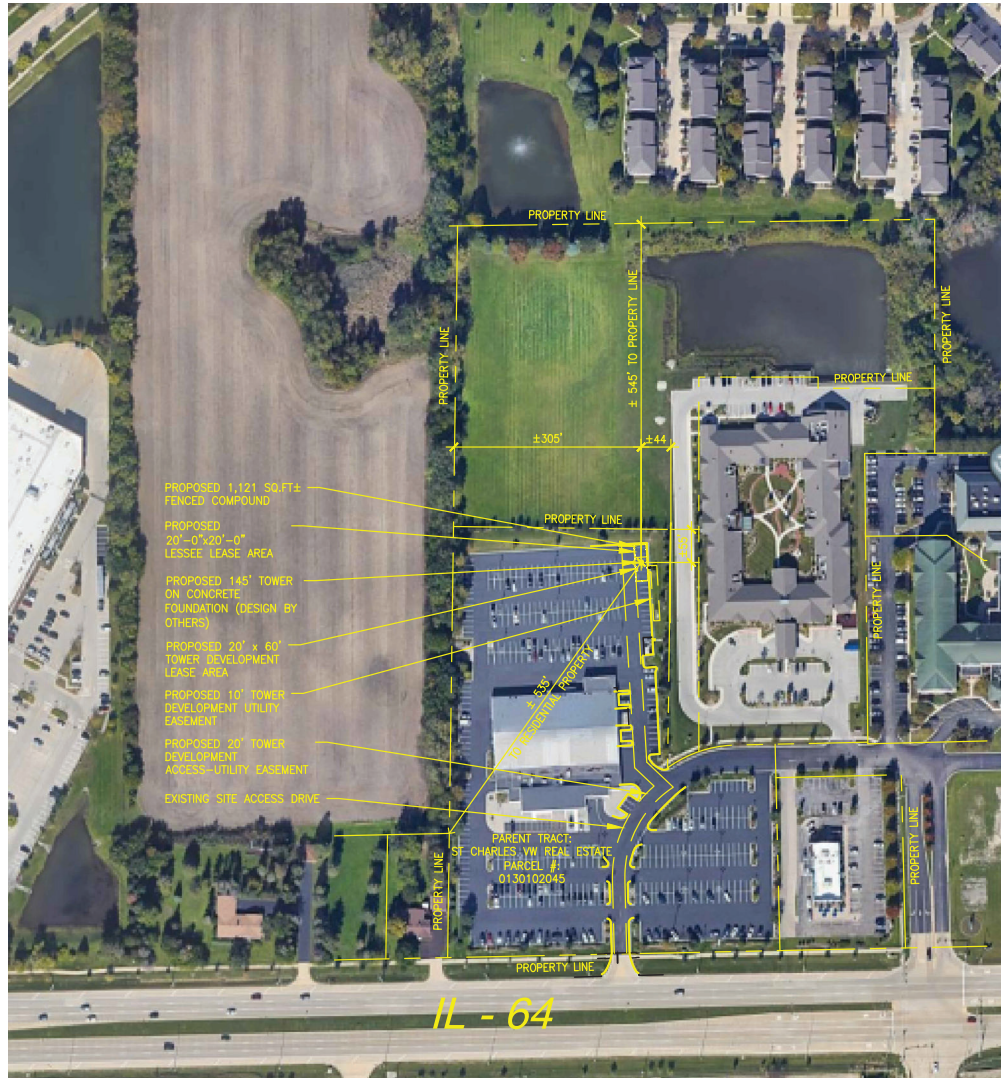 PROPERTY LINE
PROPERTY LINE
± 545' TO PROPERTY LINE
PROPERTY LINE
PROPERTY LINE
±305'
±44
PROPOSED 1,121 SQ.FT±
FENCED COMPOUND
PROPERTY LINE
PROPOSED
20'-0"x20'-0"
LESSEE LEASE AREA
PROPOSED 145' TOWER
ON CONCRETE
FOUNDATION (DESIGN BY
OTHERS)
PROPERTY LINE
PROPOSED 20' x 60'
TOWER DEVELOPMENT
LEASE AREA
PROPOSED 10' TOWER
DEVELOPMENT UTILITY
EASEMENT
± 535'
TO RESIDENTIAL PROPERTY
PROPOSED 20' TOWER
DEVELOPMENT
ACCESS-UTILITY EASEMENT
EXISTING SITE ACCESS DRIVE
PARENT TRACT:
ST CHARLES VW REAL ESTATE
PARCEL #:
0130102045
PROPERTY LINE
PROPERTY LINE
PROPERTY LINE
IL - 64